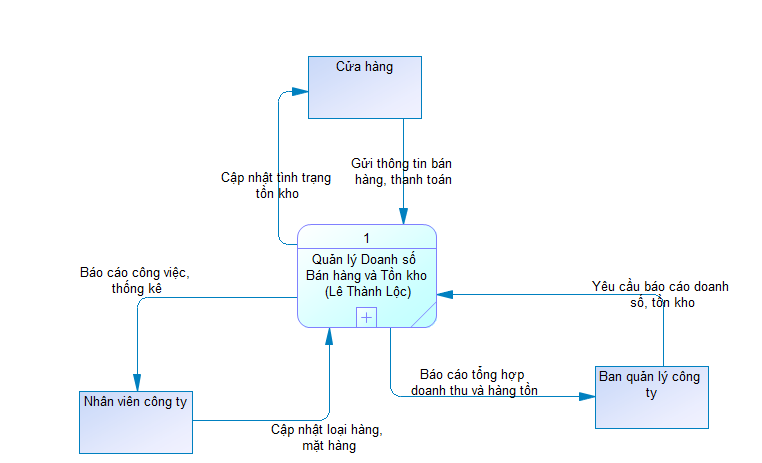 Cửa hàng
Gửi thông tin bán
hàng, thanh toán
Cập nhật tình trạng
tồn kho
1
Quản lý Doanh số
Bán hàng và Tồn kho
(Lê Thành Lộc)
Báo cáo công việc,
thống kê
Yêu cầu báo cáo doanh
số, tồn kho
Báo cáo tổng hợp
doanh thu và hàng tồn
Ban quản lý công
ty
Nhân viên công ty
Cập nhật loại hàng,
mặt hàng